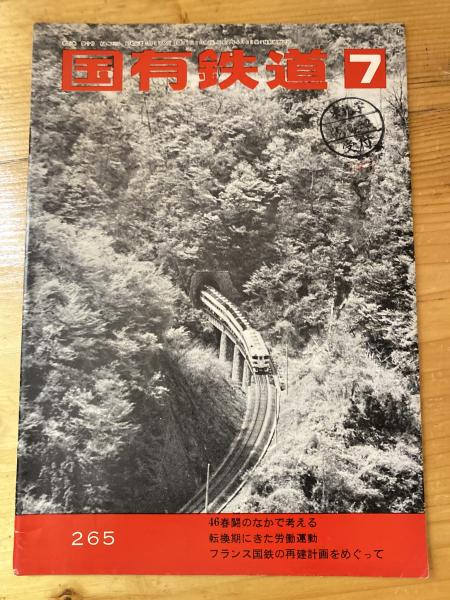 国有鉄道 7
受付
265
46春闘のなかで考える
転換期にきた労働運動
フランス国鉄の再建計画をめぐって